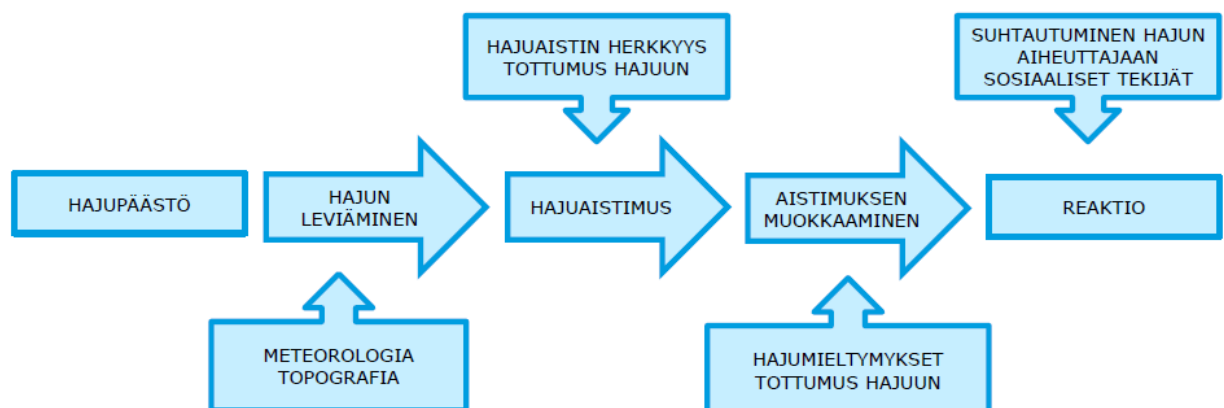 HAJUAISTIN HERKKYYS
TOTTUMUS HAJUUN
SUHTAUTUMINEN HAJUN
AIHEUTTAJAAN
SOSIAALISET TEKIJÄT
HAJUPÄÄSTÖ
HAJUN
LEVIÄMINEN
HAJUAISTIMUS
AISTIMUKSEN
MUOKKAAMINEN
REAKTIO
METEOROLOGIA
TOPOGRAFIA
HAJUMIELTYMYKSET
TOTTUMUS HAJUUN